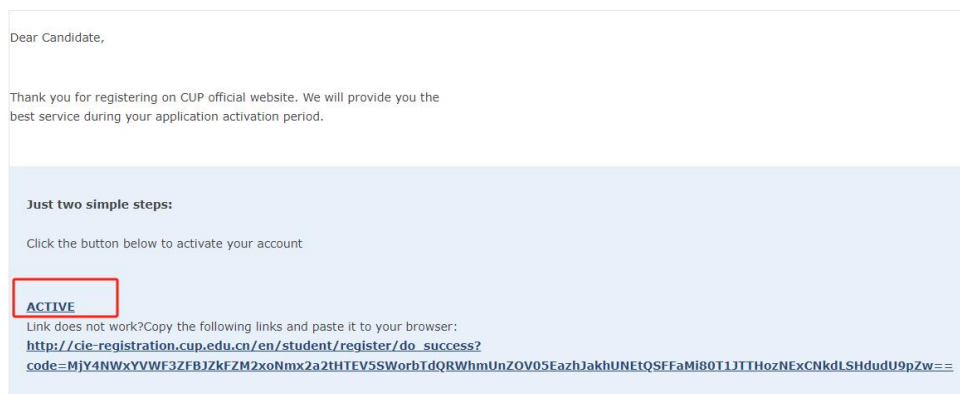 Dear Candidate,
Thank you for registering on CUP official website. We will provide you the
best service during your application activation period.
Just two simple steps:
Click the button below to activate your account
ACTIVE
Link does not work?Copy the following links and paste it to your browser:
http://cie-registration.cup.edu.cn/en/student/register/do_success?
code=MjY4NWxYVWF3ZFBJZkFZM2xoNmx2a2tHTEV5SWorbTdQRWhmUnZOV05EazhJakhUNEtQSFFaMi80T1JTTHozNExCNkdLSHdudU9pZw==